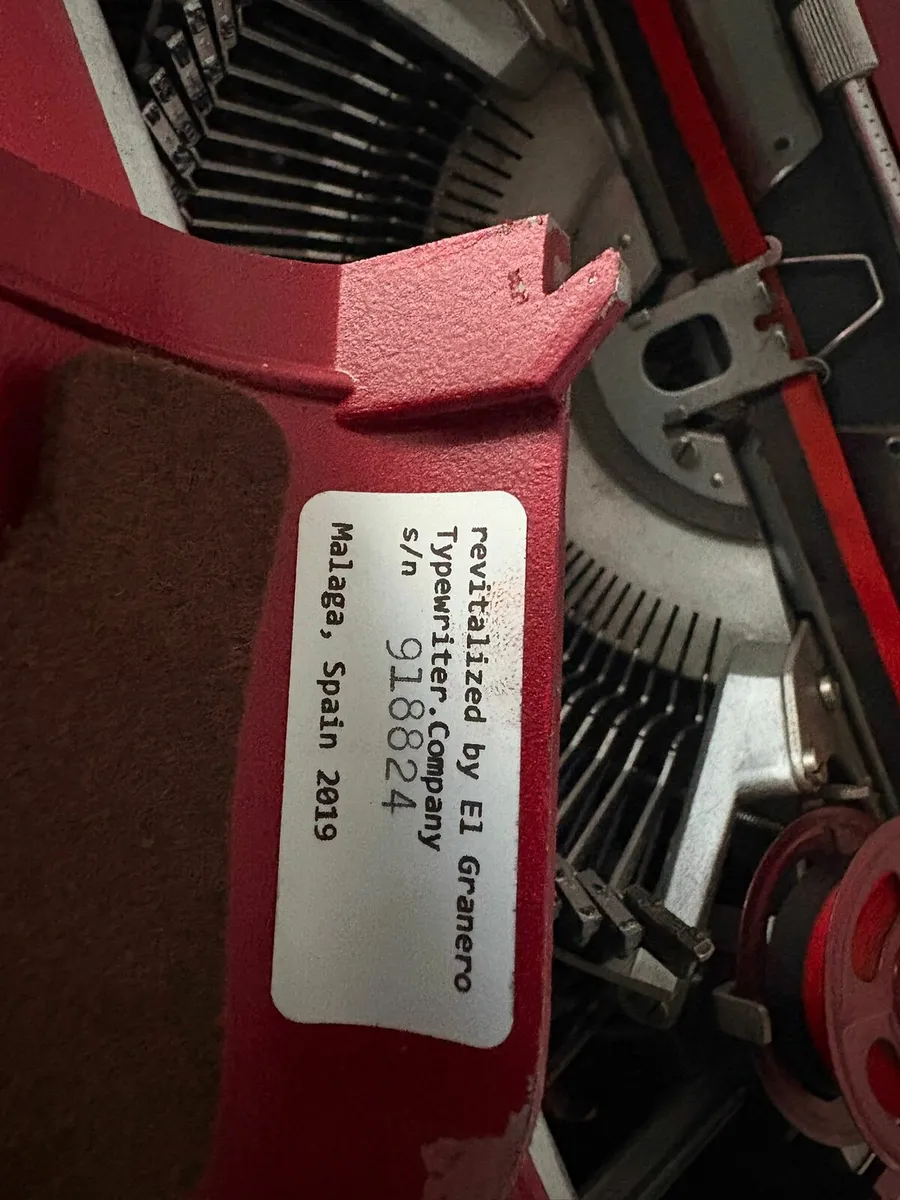 revitalized by El Granero
Typewriter.Company
s/n 918824
Malaga, Spain 2019